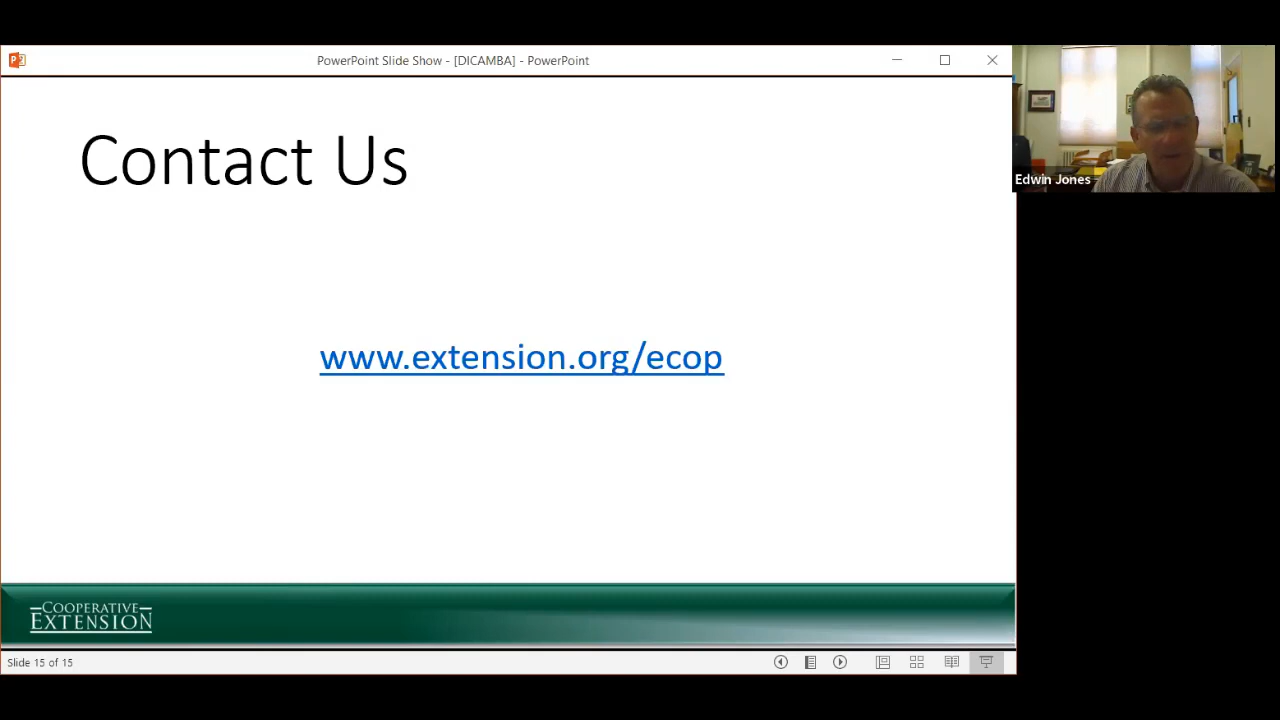 PowerPoint Slide Show - [DICAMBA] - PowerPoint
Contact Us
Edwin Jones
www.extension.org/ecop
COOPERATIVE
EXTENSION
Slide 15 of 15